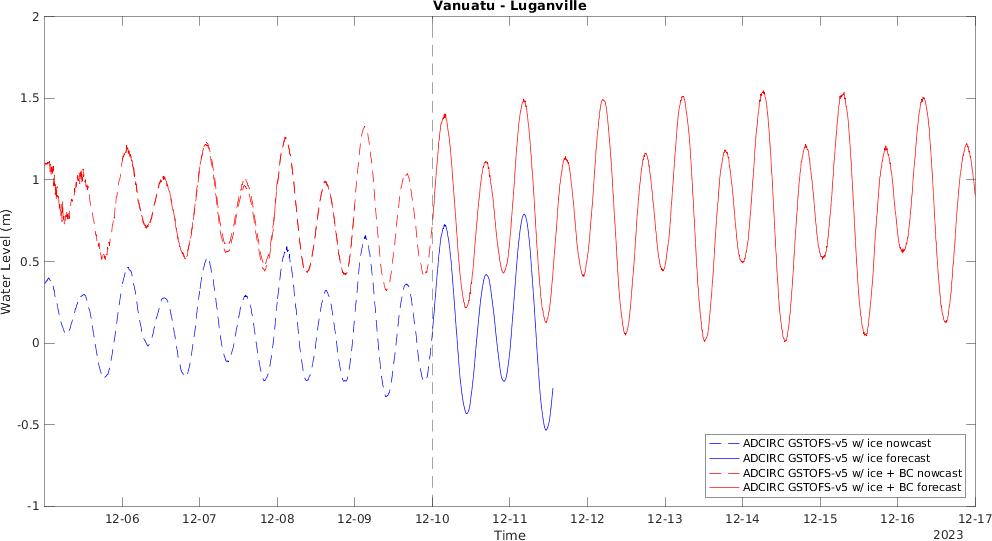 Vanuatu - Luganville
2
1.5
1
0.5
0
-0.5
-1
Water Level (m)
12-06 12-07 12-08 12-09 12-10 12-11 12-12 12-13 12-14 12-15 12-16 12-17
Time
2023
ADCIRC GSTOFS-v5 w/ ice nowcast
ADCIRC GSTOFS-v5 w/ ice forecast
ADCIRC GSTOFS-v5 w/ ice + BC nowcast
ADCIRC GSTOFS-v5 w/ ice + BC forecast